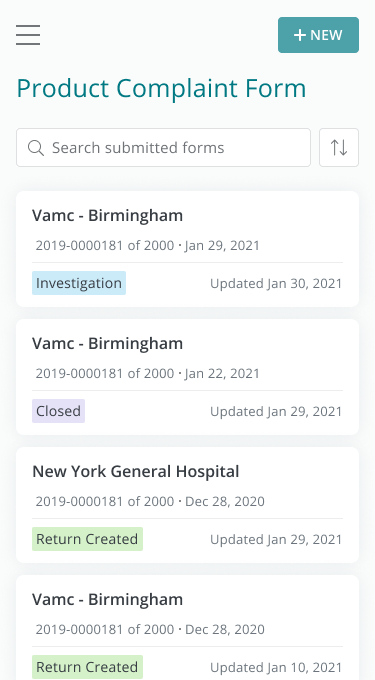 + NEW
Product Complaint Form
Search submitted forms
Vamc - Birmingham
2019-0000181 of 2000 · Jan 29, 2021
Investigation Updated Jan 30, 2021
Vamc - Birmingham
2019-0000181 of 2000 · Jan 22, 2021
Closed Updated Jan 29, 2021
New York General Hospital
2019-0000181 of 2000 · Dec 28, 2020
Return Created Updated Jan 29, 2021
Vamc - Birmingham
2019-0000181 of 2000 · Dec 28, 2020
Return Created Updated Jan 10, 2021